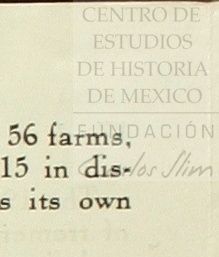 CENTRO DE
ESTUDIOS
DE HISTORIA
DE MEXICO
56 farms,
FUNDACIÓN
15 in dis-
Carlos Slim
s its own